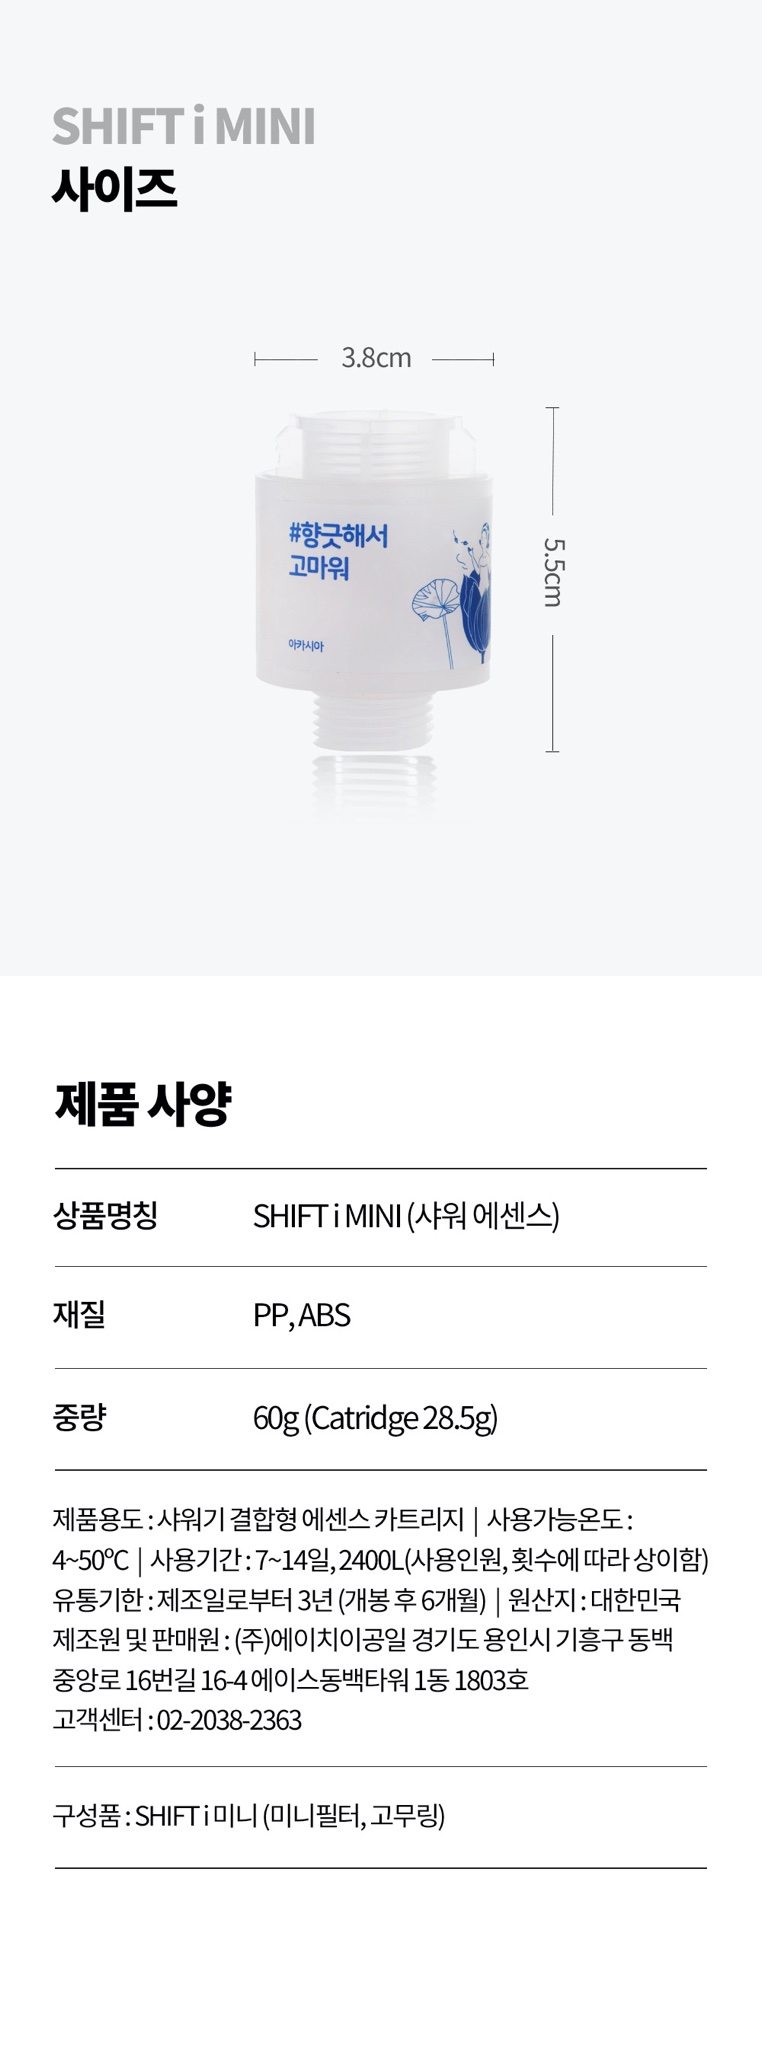 SHIFT i MINI
사이즈
3.8cm
5.5cm
#향긋해서
고마워
아카시아
제품 사양
상품명칭 SHIFT i MINI (샤워 에센스)
재질 PP, ABS
중량 60g (Catridge 28.5g)
제품용도 : 샤워기 결합형 에센스 카트리지 | 사용가능온도 :
4~50ºC | 사용기간 : 7~14일, 2400L(사용인원, 횟수에 따라 상이함)
유통기한 : 제조일로부터 3년 (개봉 후 6개월) | 원산지 : 대한민국
제조원 및 판매원 : (주)에이치이공일 경기도 용인시 기흥구 동백
중앙로 16번길 16-4 에이스동백타워 1동 1803호
고객센터 : 02-2038-2363
구성품 : SHIFT i 미니 (미니필터, 고무링)